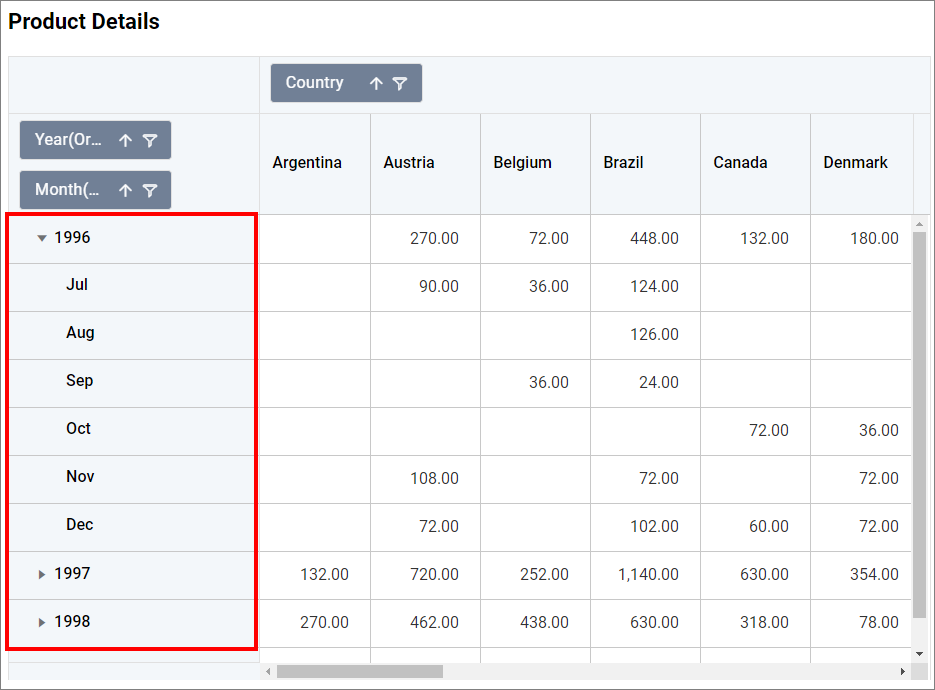 Product Details
Country
Year(Or...
Month(...
Argentina Austria Belgium Brazil Canada Denmark
1996 270.00 72.00 448.00 132.00 180.00
Jul 90.00 36.00 124.00
Aug 126.00
Sep 36.00 24.00
Oct 72.00 36.00
Nov 108.00 72.00 72.00
Dec 72.00 102.00 60.00 72.00
1997 132.00 720.00 252.00 1,140.00 630.00 354.00
1998 270.00 462.00 438.00 630.00 318.00 78.00